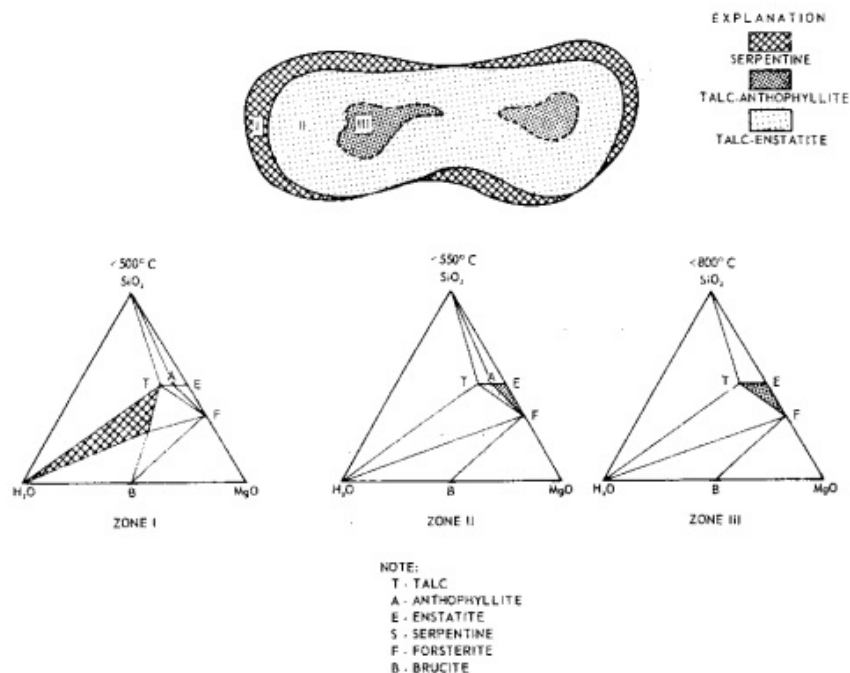 EXPLANATION
SERPENTINE
TALC-ANTHOPHYLLITE
TALC-ENSTATITE
I
II
III
<500° C
SiO₂
T
A
E
F
H₂O
B
MgO
ZONE I
<550° C
SiO₂
T
A
E
F
H₂O
B
MgO
ZONE II
<800° C
SiO₂
T
E
F
H₂O
B
MgO
ZONE III
NOTE:
T - TALC
A - ANTHOPHYLLITE
E - ENSTATITE
S - SERPENTINE
F - FORSTERITE
B - BRUCITE